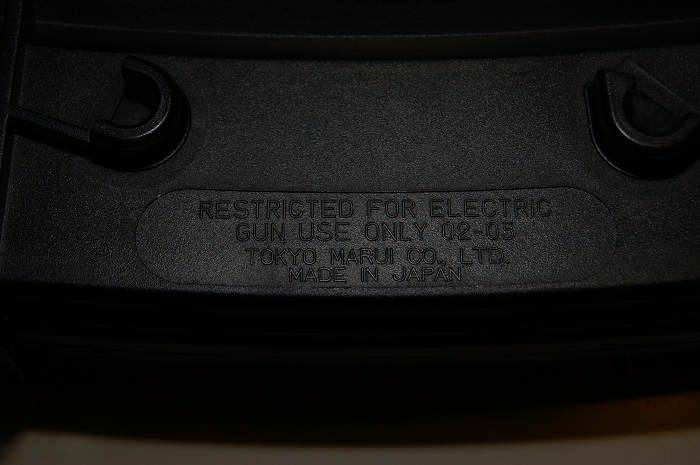 RESTRICTED FOR ELECTRIC
GUN USE ONLY 02-05
TOKYO MARUI CO., LTD.
MADE IN JAPAN